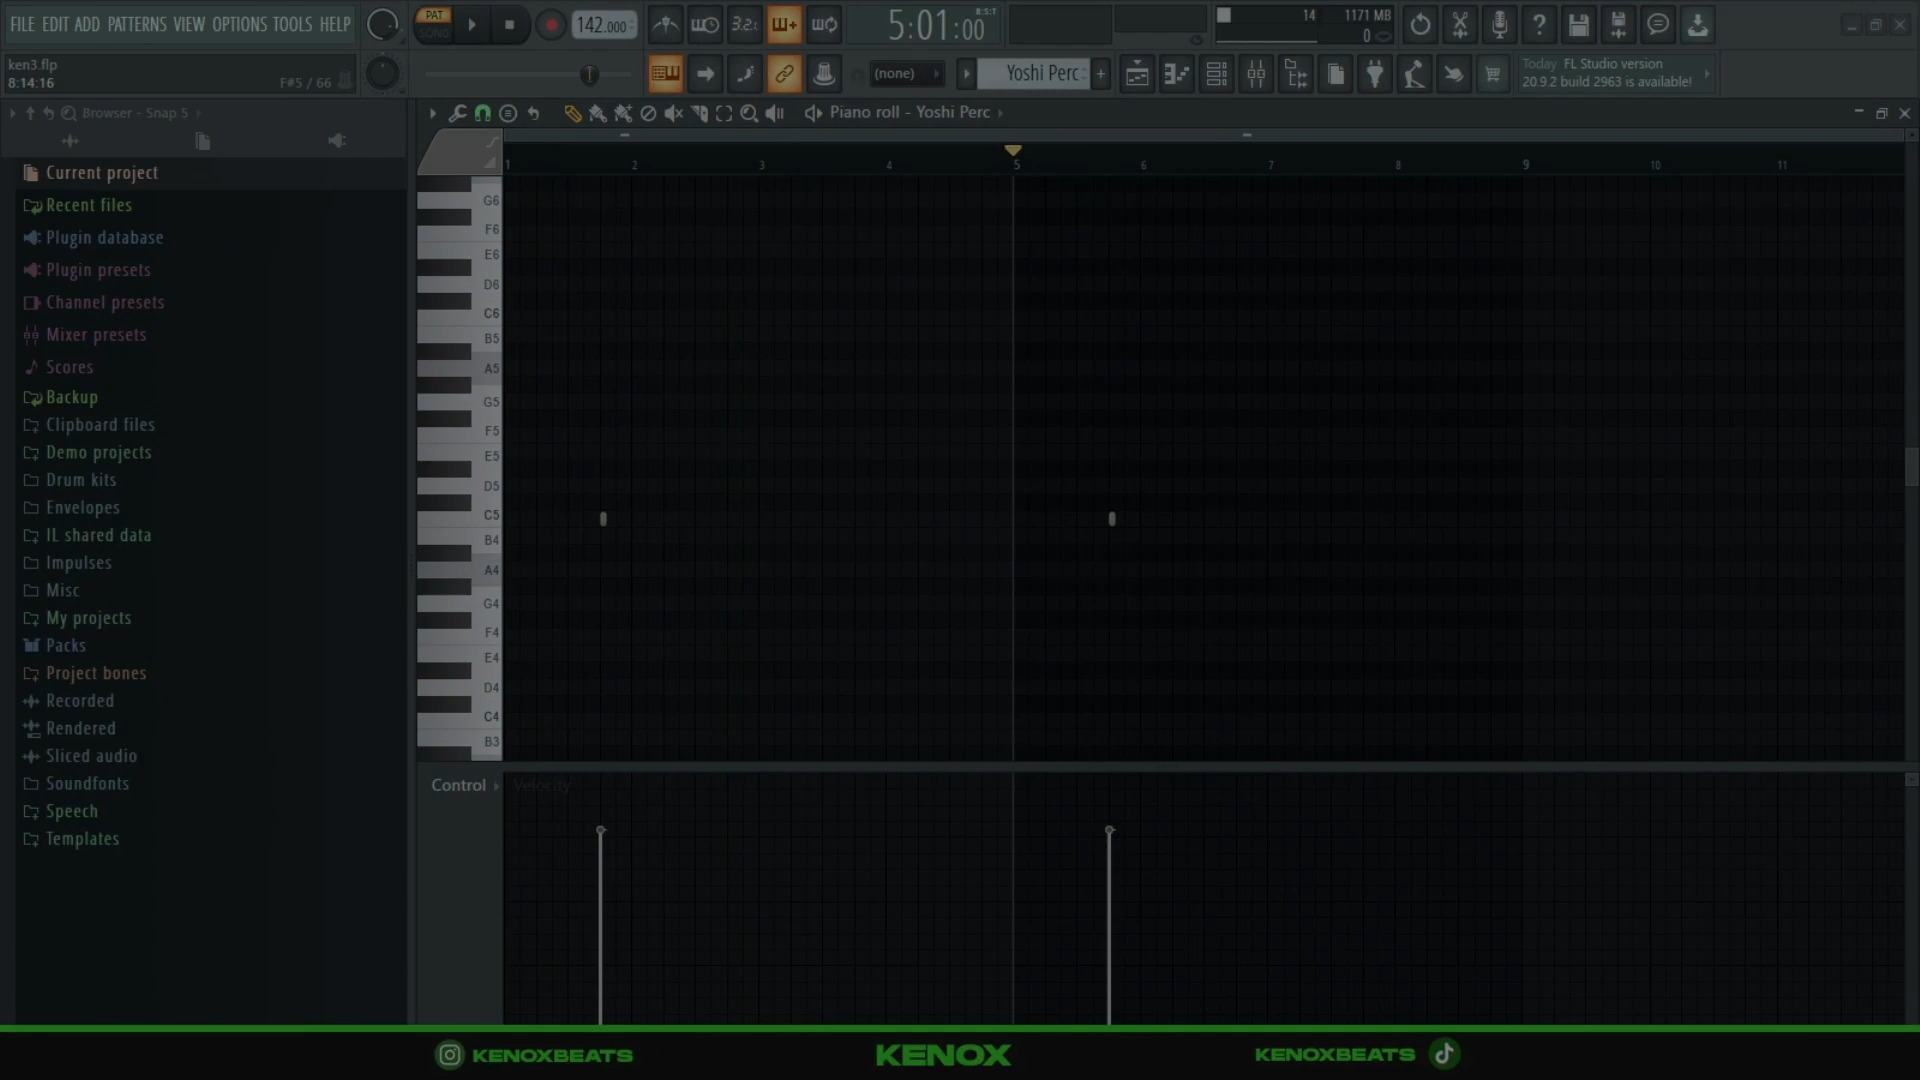 FILE EDIT ADD PATTERNS VIEW OPTIONS TOOLS HELP
PAT
SONG
142.000
3.2.
5:01:00
B:S:T
14
1171 MB
0
ken3.flp
8:14:16
F#5 / 66
(none)
Yoshi Perc
+
Today FL Studio version
20.9.2 build 2963 is available!
Browser - Snap 5
Piano roll - Yoshi Perc
Current project
Recent files
Plugin database
Plugin presets
Channel presets
Mixer presets
Scores
Backup
Clipboard files
Demo projects
Drum kits
Envelopes
IL shared data
Impulses
Misc
My projects
Packs
Project bones
Recorded
Rendered
Sliced audio
Soundfonts
Speech
Templates
1 2 3 4 5 6 7 8 9 10 11
G6
F6
E6
D6
C6
B5
A5
G5
F5
E5
D5
C5
B4
A4
G4
F4
E4
D4
C4
B3
Control
Velocity
KENOXBEATS
KENOX
KENOXBEATS